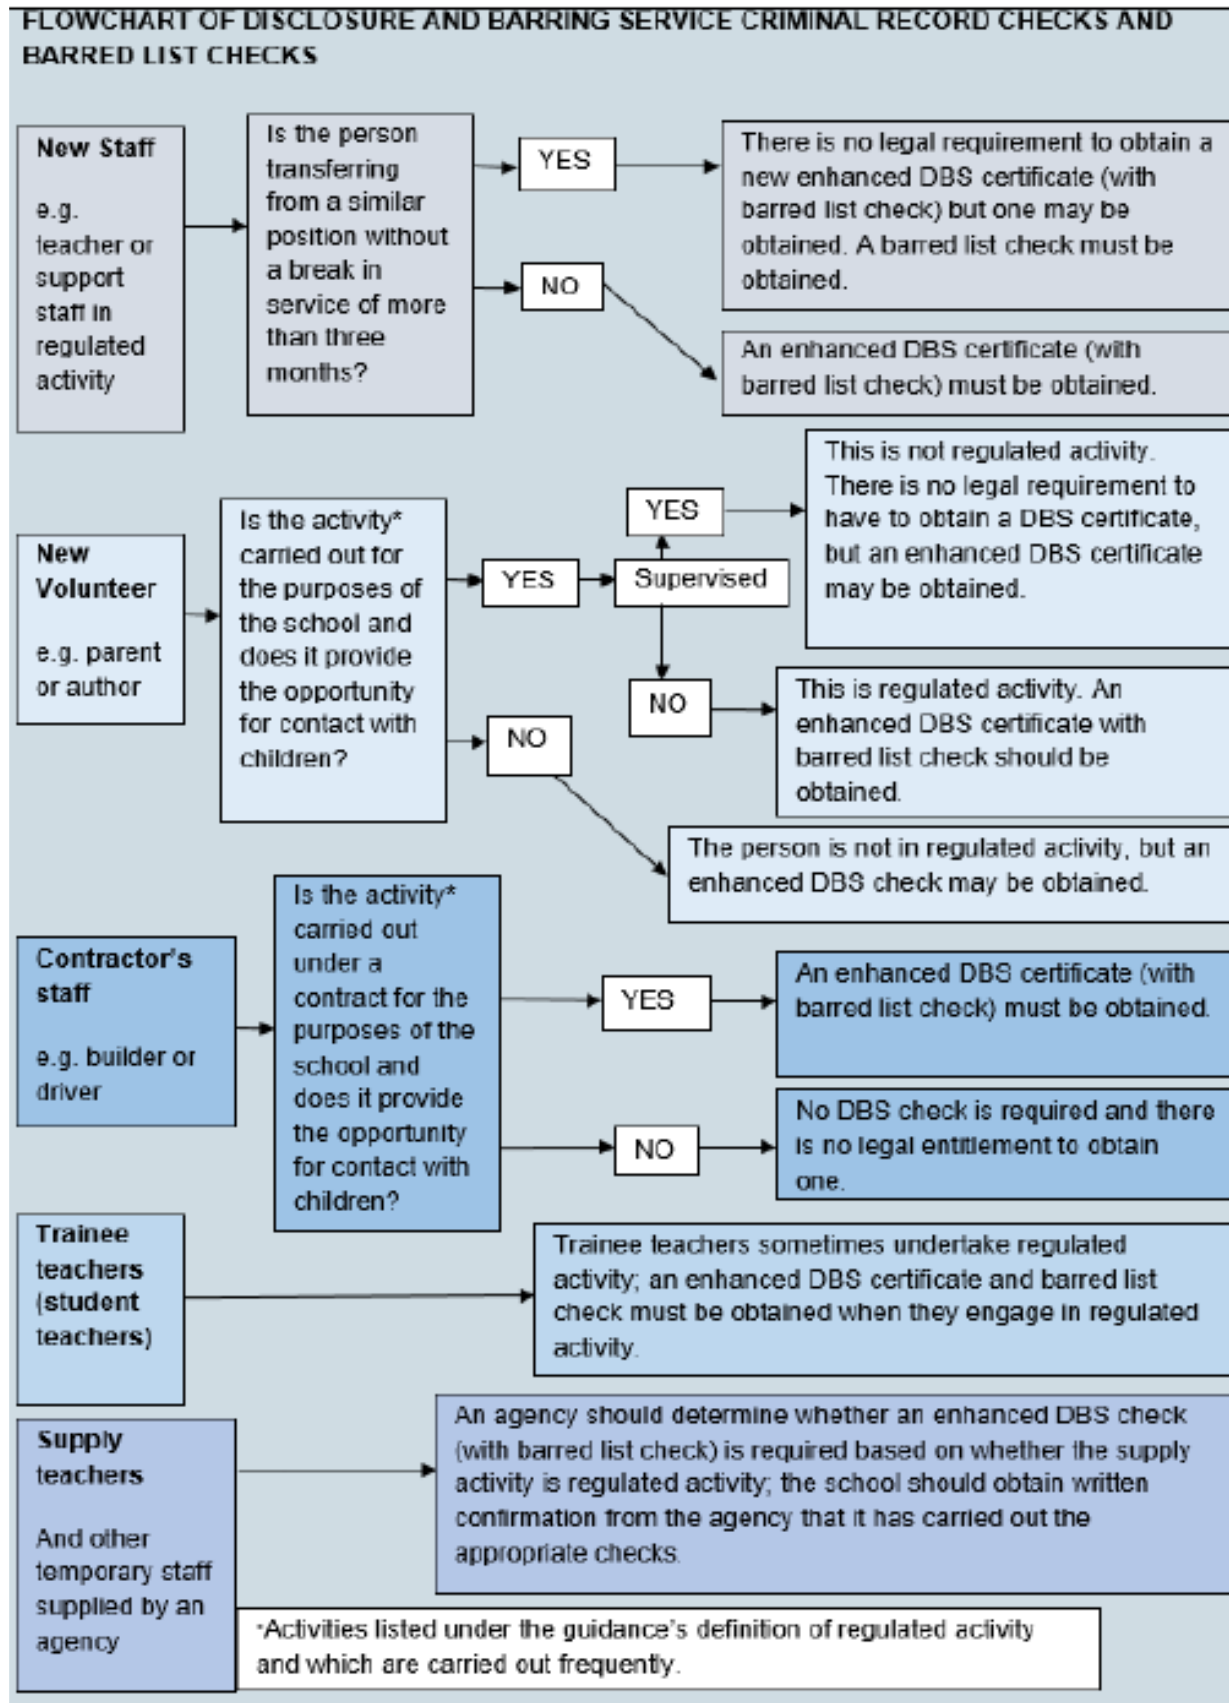 FLOWCHART OF DISCLOSURE AND BARRING SERVICE CRIMINAL RECORD CHECKS AND
BARRED LIST CHECKS
New Staff
e.g.
teacher or
support
staff in
regulated
activity
Is the person
transferring
from a similar
position without
a break in
service of more
than three
months?
YES
There is no legal requirement to obtain a
new enhanced DBS certificate (with
barred list check) but one may be
obtained. A barred list check must be
obtained.
NO
An enhanced DBS certificate (with
barred list check) must be obtained.
New
Volunteer
e.g. parent
or author
Is the activity*
carried out for
the purposes of
the school and
does it provide
the opportunity
for contact with
children?
YES
Supervised
YES
This is not regulated activity.
There is no legal requirement to
have to obtain a DBS certificate,
but an enhanced DBS certificate
may be obtained.
NO
This is regulated activity. An
enhanced DBS certificate with
barred list check should be
obtained.
NO
The person is not in regulated activity, but an
enhanced DBS check may be obtained.
Contractor's
staff
e.g. builder or
driver
Is the activity*
carried out
under a
contract for the
purposes of the
school and
does it provide
the opportunity
for contact with
children?
YES
An enhanced DBS certificate (with
barred list check) must be obtained.
NO
No DBS check is required and there
is no legal entitlement to obtain
one.
Trainee
teachers
(student
teachers)
Trainee teachers sometimes undertake regulated
activity; an enhanced DBS certificate and barred list
check must be obtained when they engage in regulated
activity.
Supply
teachers
And other
temporary staff
supplied by an
agency
An agency should determine whether an enhanced DBS check
(with barred list check) is required based on whether the supply
activity is regulated activity; the school should obtain written
confirmation from the agency that it has carried out the
appropriate checks.
*Activities listed under the guidance's definition of regulated activity
and which are carried out frequently.